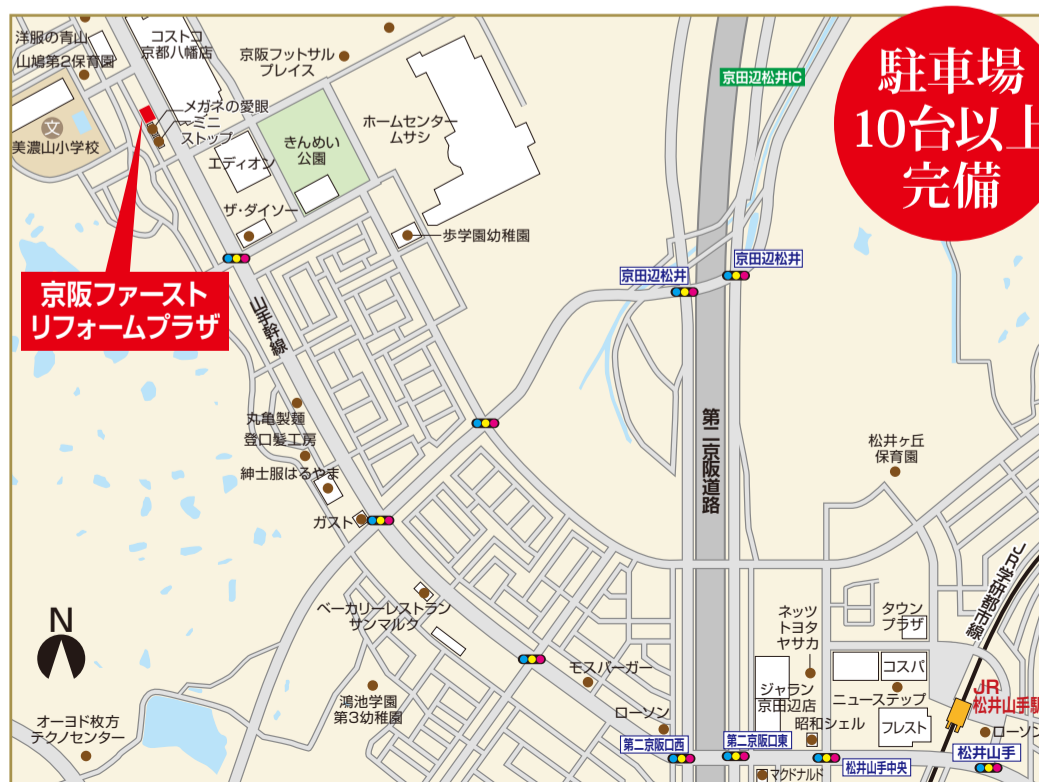 洋服の青山
山鳩第2保育園
コストコ
京都八幡店
京阪フットサル
プレイス
京田辺松井IC
駐車場
10台以上
完備
メガネの愛眼
ミニ
ストップ
文
美濃山小学校
エディオン
きんめい
公園
ホームセンター
ムサシ
ザ・ダイソー
歩学園幼稚園
京田辺松井
京田辺松井
京阪ファースト
リフォームプラザ
山手幹線
丸亀製麺
登口髪工房
紳士服はるやま
ガスト
第二京阪道路
松井ヶ丘
保育園
JR学研都市線
N
ベーカリーレストラン
サンマルク
ネッツ
トヨタ
ヤサカ
タウン
プラザ
コスパ
モスバーガー
鴻池学園
第3幼稚園
ジャラン
京田辺店
ニューステップ
JR
松井山手駅
オーヨド枚方
テクノセンター
ローソン
昭和シェル
フレスト
ローソン
第二京阪口西
第二京阪口東
松井山手中央
松井山手
マクドナルド